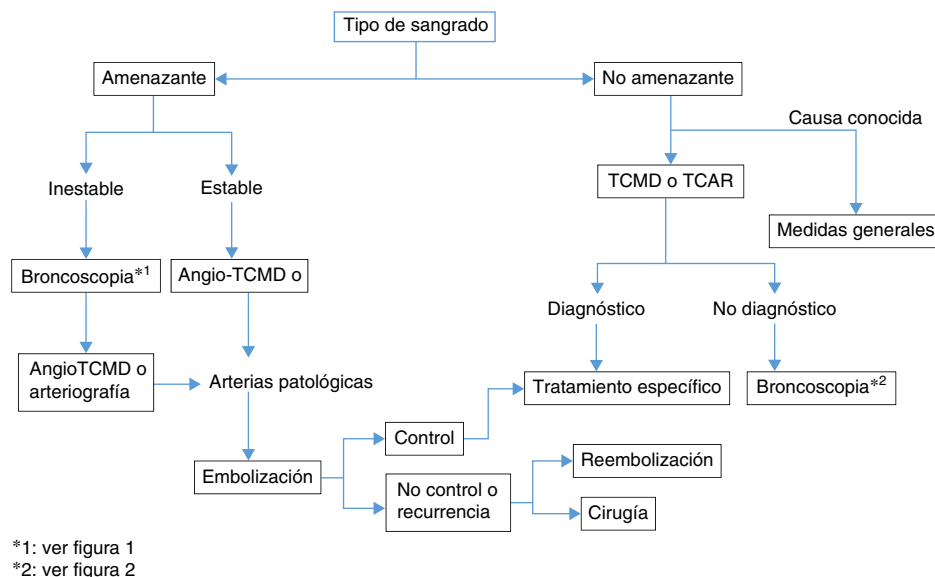 Tipo de sangrado
Amenazante
No amenazante
Causa conocida
Inestable
Estable
TCMD o TCAR
Medidas generales
Broncoscopia*1
Angio-TCMD o
Diagnóstico
No diagnóstico
AngioTCMD o
arteriografía
Arterias patológicas
Tratamiento específico
Broncoscopia*2
Control
Embolización
No control o
recurrencia
Reembolización
Cirugía
*1: ver figura 1
*2: ver figura 2